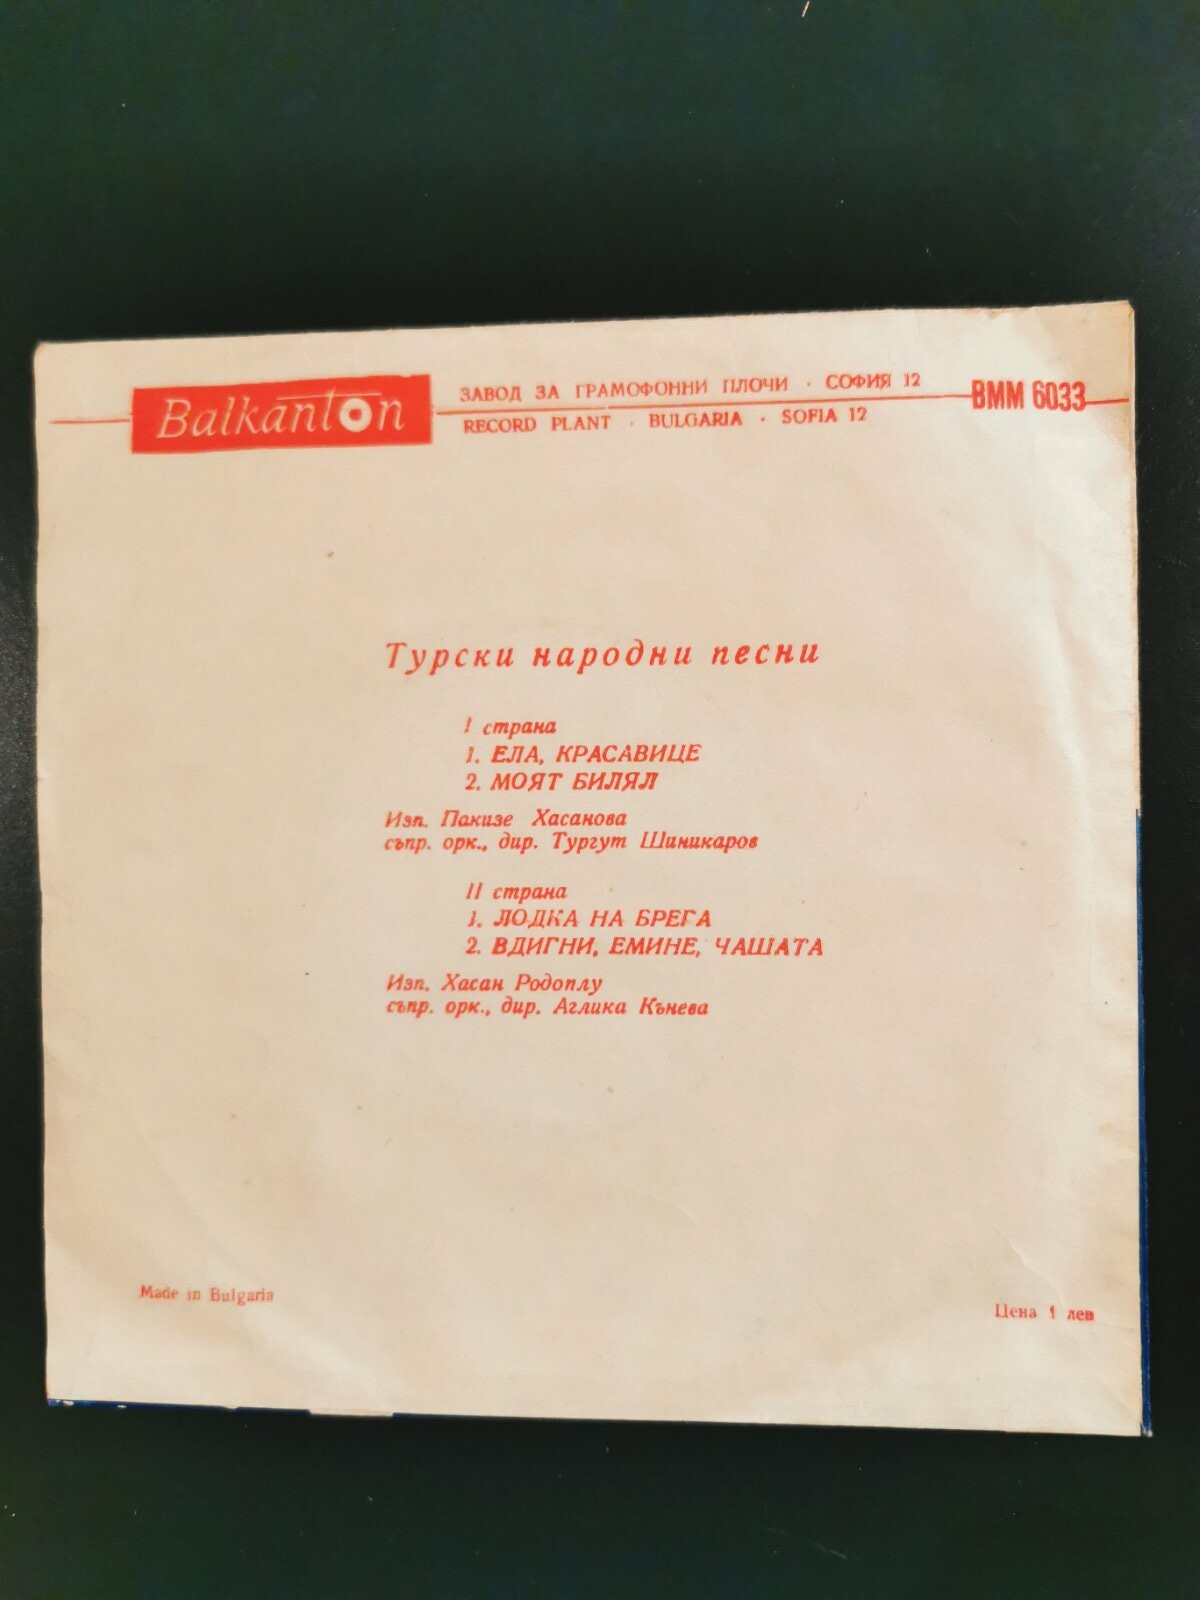 Balkanton
ЗАВОД ЗА ГРАМОФОННИ ПЛОЧИ · СОФИЯ 12
RECORD PLANT · BULGARIA · SOFIA 12
ВММ 6033
Турски народни песни
I страна
1. ЕЛА, КРАСАВИЦЕ
2. МОЯТ БИЛЯЛ
Изп. Пакизе Хасанова
съпр. орк., дир. Тургут Шиникаров
II страна
1. ЛОДКА НА БРЕГА
2. ВДИГНИ, ЕМИНЕ, ЧАШАТА
Изп. Хасан Родоплу
съпр. орк., дир. Аглика Кънева
Made in Bulgaria
Цена 1 лев